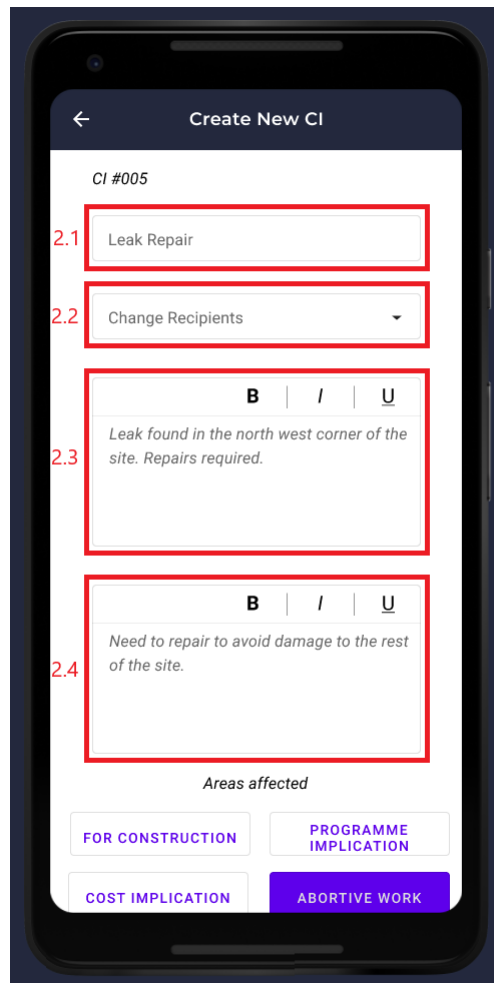 Create New CI
CI #005
2.1
Leak Repair
2.2
Change Recipients
B | I | U
2.3
Leak found in the north west corner of the
site. Repairs required.
B | I | U
2.4
Need to repair to avoid damage to the rest
of the site.
Areas affected
FOR CONSTRUCTION
PROGRAMME
IMPLICATION
COST IMPLICATION
ABORTIVE WORK